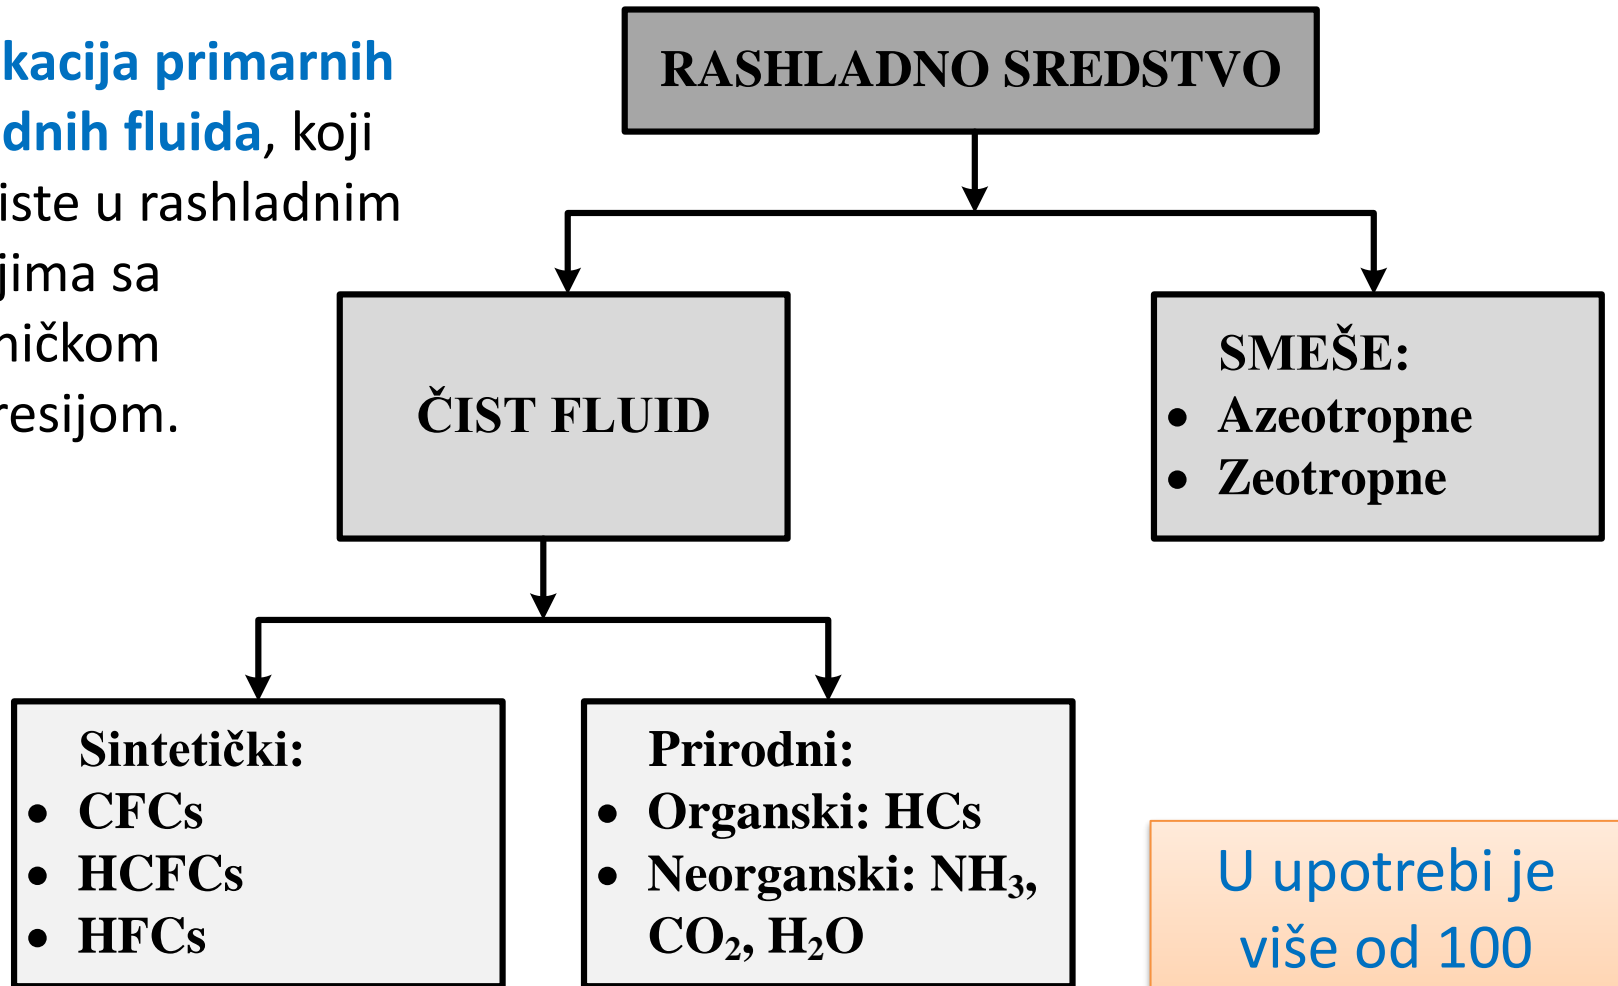 kacija primarnih
dnih fluida, koji
iste u rashladnim
jima sa
ničkom
resijom.
RASHLADNO SREDSTVO
ČIST FLUID
SMEŠE:
• Azeotropne
• Zeotropne
Sintetički:
• CFCs
• HCFCs
• HFCs
Prirodni:
• Organski: HCs
• Neorganski: NH₃,
CO₂, H₂O
U upotrebi je
više od 100